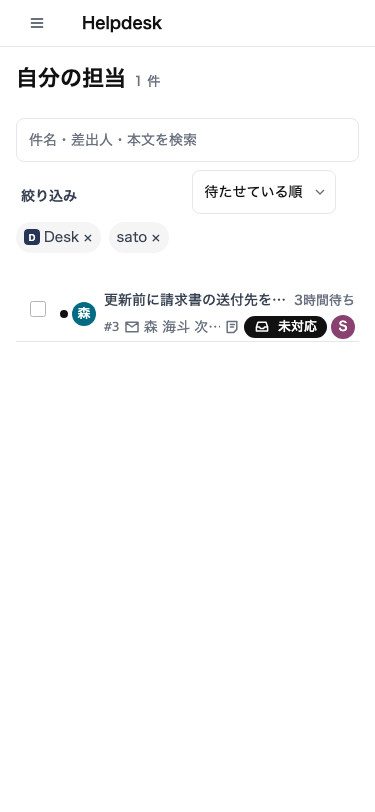 Helpdesk
自分の担当 1 件
件名・差出人・本文を検索
絞り込み 待たせている順
D Desk ×
sato ×
森 更新前に請求書の送付先を… 3時間待ち
#3 森 海斗 次… 未対応 S